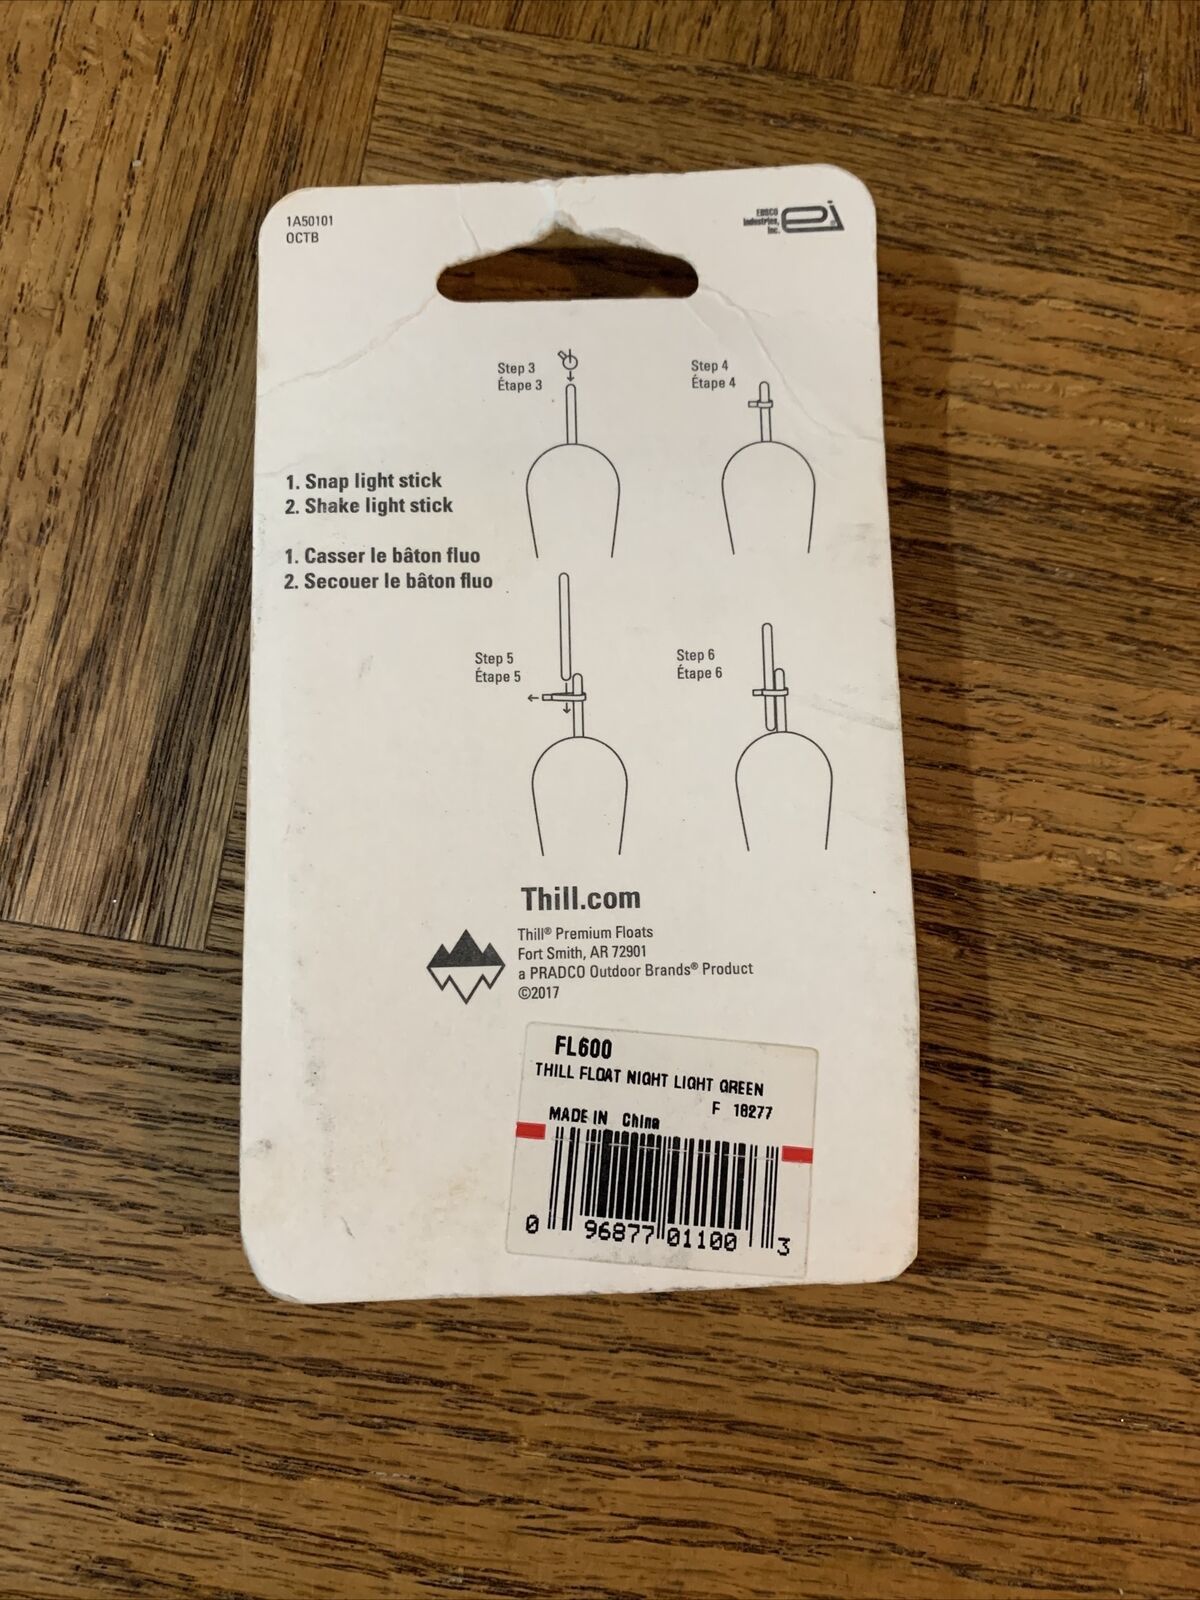 1A50101
OCTB
EBSCO
Industries,
Inc.
Step 3
Étape 3
Step 4
Étape 4
1. Snap light stick
2. Shake light stick
1. Casser le bâton fluo
2. Secouer le bâton fluo
Step 5
Étape 5
Step 6
Étape 6
Thill.com
Thill® Premium Floats
Fort Smith, AR 72901
a PRADCO Outdoor Brands® Product
©2017
FL600
THILL FLOAT NIGHT LIGHT GREEN
F 18277
MADE IN China
0 96877 01100 3